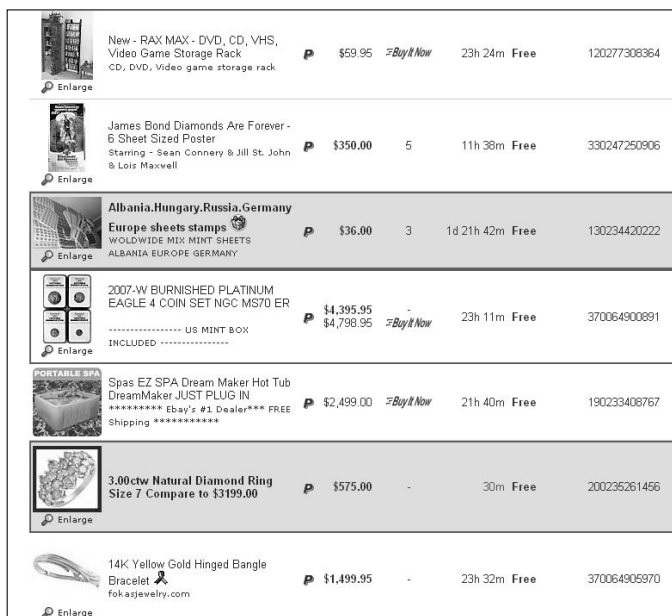 New - RAX MAX - DVD, CD, VHS,
Video Game Storage Rack
CD, DVD, Video game storage rack
P $59.95 Buy It Now 23h 24m Free 120277308364
Enlarge
James Bond Diamonds Are Forever -
6 Sheet Sized Poster
Starring - Sean Connery & Jill St. John
& Lois Maxwell
P $350.00 5 11h 38m Free 330247250906
Enlarge
Albania.Hungary.Russia.Germany
Europe sheets stamps
WOLDWIDE MIX MINT SHEETS
ALBANIA EUROPE GERMANY
P $36.00 3 1d 21h 42m Free 130234420222
Enlarge
2007-W BURNISHED PLATINUM
EAGLE 4 COIN SET NGC MS70 ER
---------------- US MINT BOX
INCLUDED ---------------
P $4,395.95 -
$4,798.95 Buy It Now 23h 11m Free 370064900891
Enlarge
PORTABLE SPA
Spas EZ SPA Dream Maker Hot Tub
DreamMaker JUST PLUG IN
********* Ebay's #1 Dealer*** FREE
Shipping ***********
P $2,499.00 Buy It Now 21h 40m Free 190233408767
3.00ctw Natural Diamond Ring
Size 7 Compare to $3199.00
P $575.00 - 30m Free 200235261456
Enlarge
14K Yellow Gold Hinged Bangle
Bracelet
fokasjewelry.com
P $1,499.95 - 23h 32m Free 370064905970
Enlarge